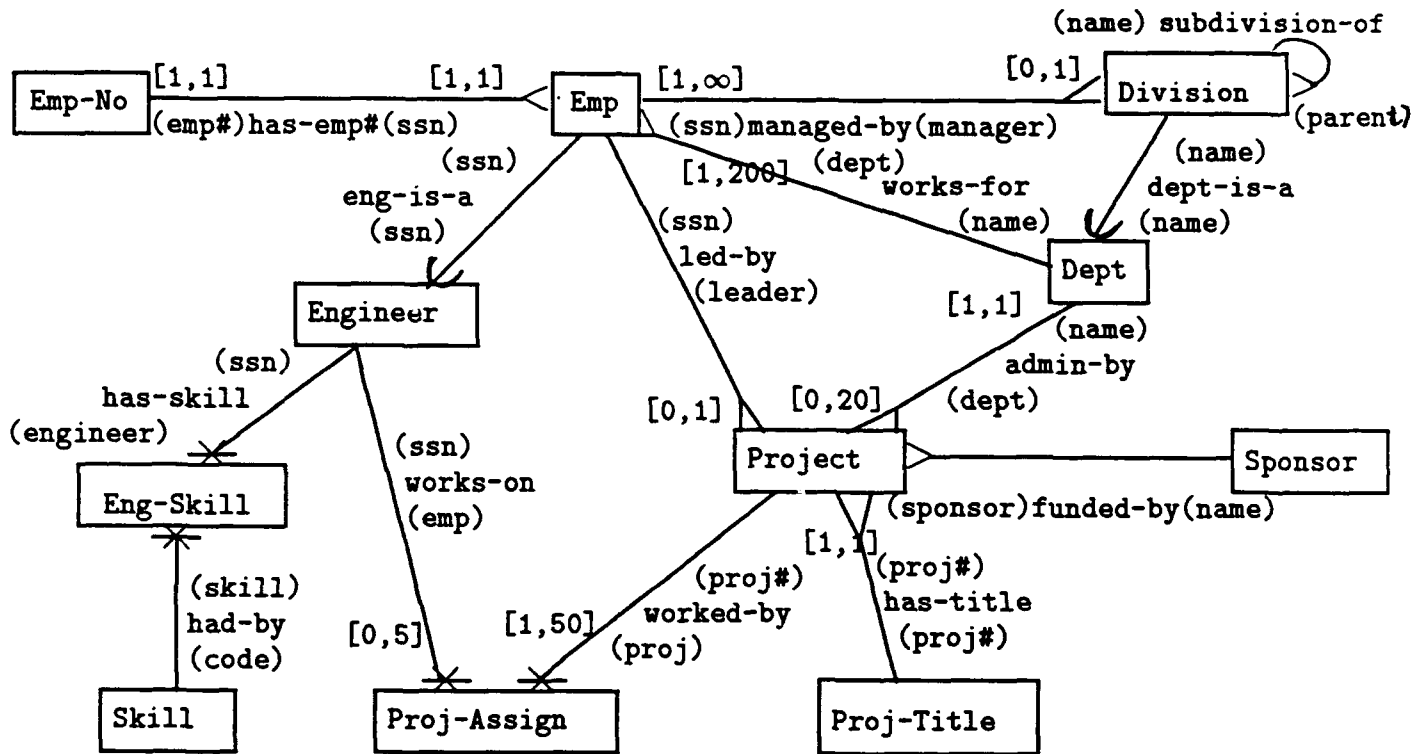 (name) subdivision-of
[1,1] [1,1] [1,∞) [0,1]
Emp-No Emp Division
(emp#)has-emp#(ssn) (ssn)managed-by(manager) (parent)
(ssn) (dept) (name)
[1,200] works-for dept-is-a
eng-is-a (name) (name)
(ssn) (ssn)
led-by Dept
(leader)
Engineer [1,1] (name)
(ssn) admin-by
has-skill [0,1] [0,20] (dept)
(engineer)
(ssn) Project Sponsor
works-on
Eng-Skill (emp) (sponsor)funded-by(name)
[1,1]
(skill) (proj#) (proj#)
had-by worked-by has-title
(code) [0,5] [1,50] (proj) (proj#)
Skill Proj-Assign Proj-Title